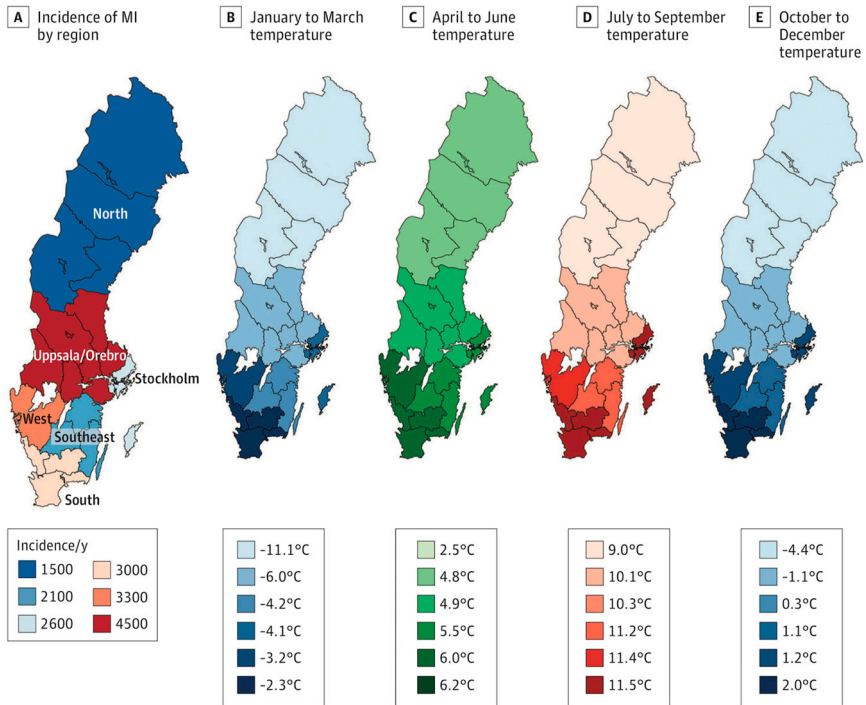 A Incidence of MI
by region
B January to March
temperature
C April to June
temperature
D July to September
temperature
E October to
December
temperature
North
Uppsala/Orebro
Stockholm
West
Southeast
South
Incidence/y
1500
3000
2100
3300
2600
4500
-11.1°C
-6.0°C
-4.2°C
-4.1°C
-3.2°C
-2.3°C
2.5°C
4.8°C
4.9°C
5.5°C
6.0°C
6.2°C
9.0°C
10.1°C
10.3°C
11.2°C
11.4°C
11.5°C
-4.4°C
-1.1°C
0.3°C
1.1°C
1.2°C
2.0°C